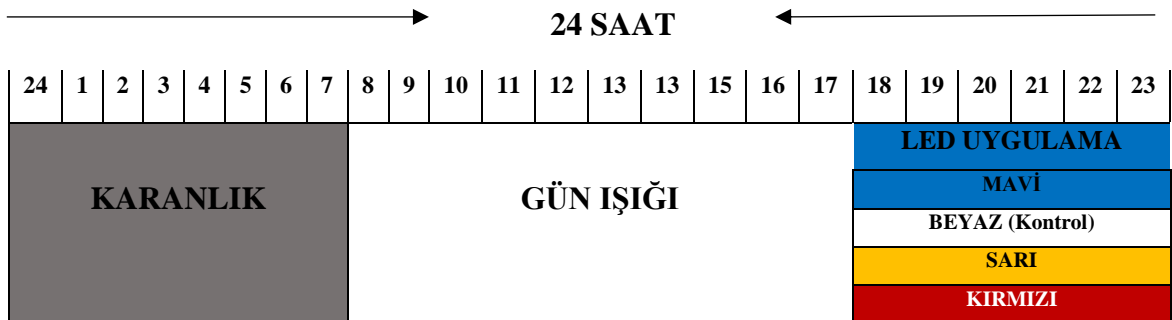 24 SAAT
24 1 2 3 4 5 6 7 8 9 10 11 12 13 13 15 16 17 18 19 20 21 22 23
KARANLIK
GÜN IŞIĞI
LED UYGULAMA
MAVİ
BEYAZ (Kontrol)
SARI
KIRMIZI